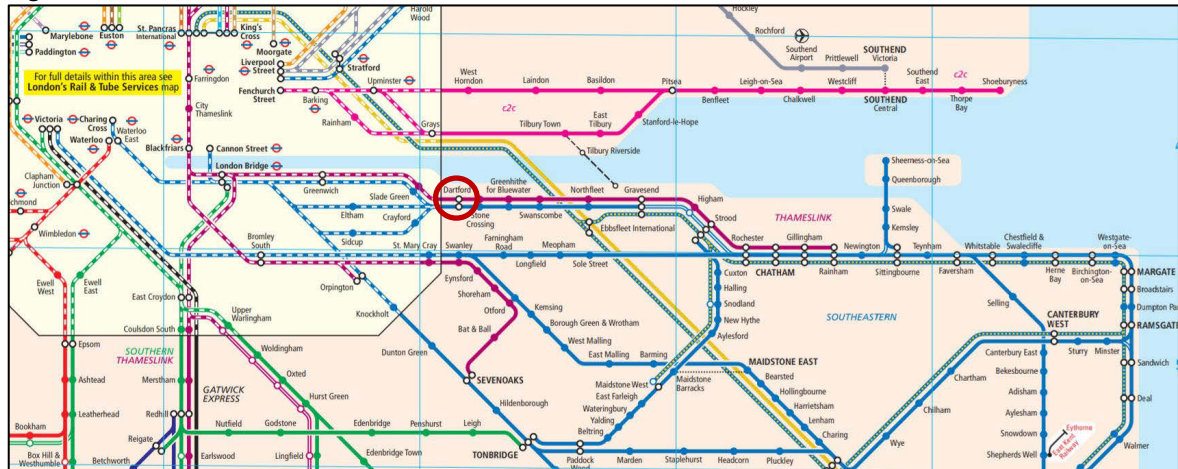 Marylebone
Paddington
Euston
St. Pancras
International
King's
Cross
Moorgate
Liverpool
Street
Stratford
Harold
Wood
Hockley
Rochford
Southend
Airport
Prittlewell
SOUTHEND
Victoria
For full details within this area see
London's Rail & Tube Services map
Farringdon
City
Thameslink
Fenchurch
Street
Barking
Upminster
Rainham
Grays
West
Horndon
Laindon
Basildon
Pitsea
Benfleet
Leigh-on-Sea
Chalkwell
Westcliff
SOUTHEND
Central
Southend
East
c2c
Thorpe
Bay
Shoeburyness
c2c
Tilbury Town
East
Tilbury
Stanford-le-Hope
Tilbury Riverside
Victoria
Charing
Cross
Waterloo
Waterloo
East
Blackfriars
Cannon Street
London Bridge
Clapham
Junction
Richmond
Wimbledon
Greenwich
Slade Green
Eltham
Crayford
Sidcup
Dartford
Stone
Crossing
Greenhithe
for Bluewater
Swanscombe
Northfleet
Gravesend
Ebbsfleet International
Higham
Strood
THAMESLINK
Rochester
CHATHAM
Gillingham
Rainham
Newington
Sittingbourne
Sheerness-on-Sea
Queenborough
Swale
Kemsley
Teynham
Faversham
Whitstable
Chestfield &
Swalecliffe
Herne
Bay
Birchington-
on-Sea
Westgate-
on-Sea
MARGATE
Broadstairs
Dumpton Pa
RAMSGATE
Bromley
South
St. Mary Cray
Swanley
Farningham
Road
Longfield
Meopham
Sole Street
Orpington
Eynsford
Shoreham
Otford
Bat & Ball
Kemsing
Borough Green & Wrotham
West Malling
East Malling
Barming
Cuxton
Halling
Snodland
New Hythe
Aylesford
SOUTHEASTERN
MAIDSTONE EAST
Maidstone West
Maidstone
Barracks
East Farleigh
Wateringbury
Yalding
Beltring
Bearsted
Hollingbourne
Harrietsham
Lenham
Charing
Selling
CANTERBURY
WEST
Canterbury East
Sturry
Minster
Sandwich
Bekesbourne
Adisham
Aylesham
Snowdown
Shepherds Well
Eythorne
East Kent
Railway
Deal
Walmer
Chartham
Chilham
Wye
Ewell
West
Ewell
East
East Croydon
Coulsdon South
Upper
Warlingham
Knockholt
Dunton Green
SEVENOAKS
Hildenborough
Epsom
Ashtead
Leatherhead
Bookham
Box Hill &
Westhumble
SOUTHERN
THAMESLINK
Merstham
GATWICK
EXPRESS
Redhill
Reigate
Betchworth
Earlswood
Woldingham
Oxted
Hurst Green
Nutfield
Godstone
Edenbridge
Penshurst
Leigh
Lingfield
Edenbridge Town
TONBRIDGE
Paddock
Marden
Staplehurst
Headcorn
Pluckley